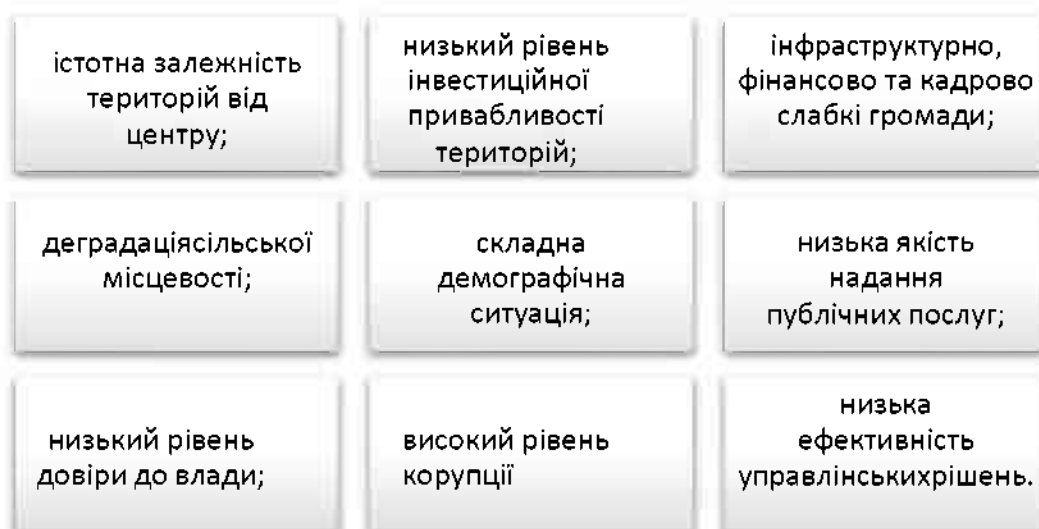 істотна залежність
територій від
центру;
низький рівень
інвестиційної
привабливості
територій;
інфраструктурно,
фінансово та кадрово
слабкі громади;
деградаціясільської
місцевості;
складна
демографічна
ситуація;
низька якість
надання
публічних послуг;
низький рівень
довіри до влади;
високий рівень
корупції
низька
ефективність
управлінськихрішень.